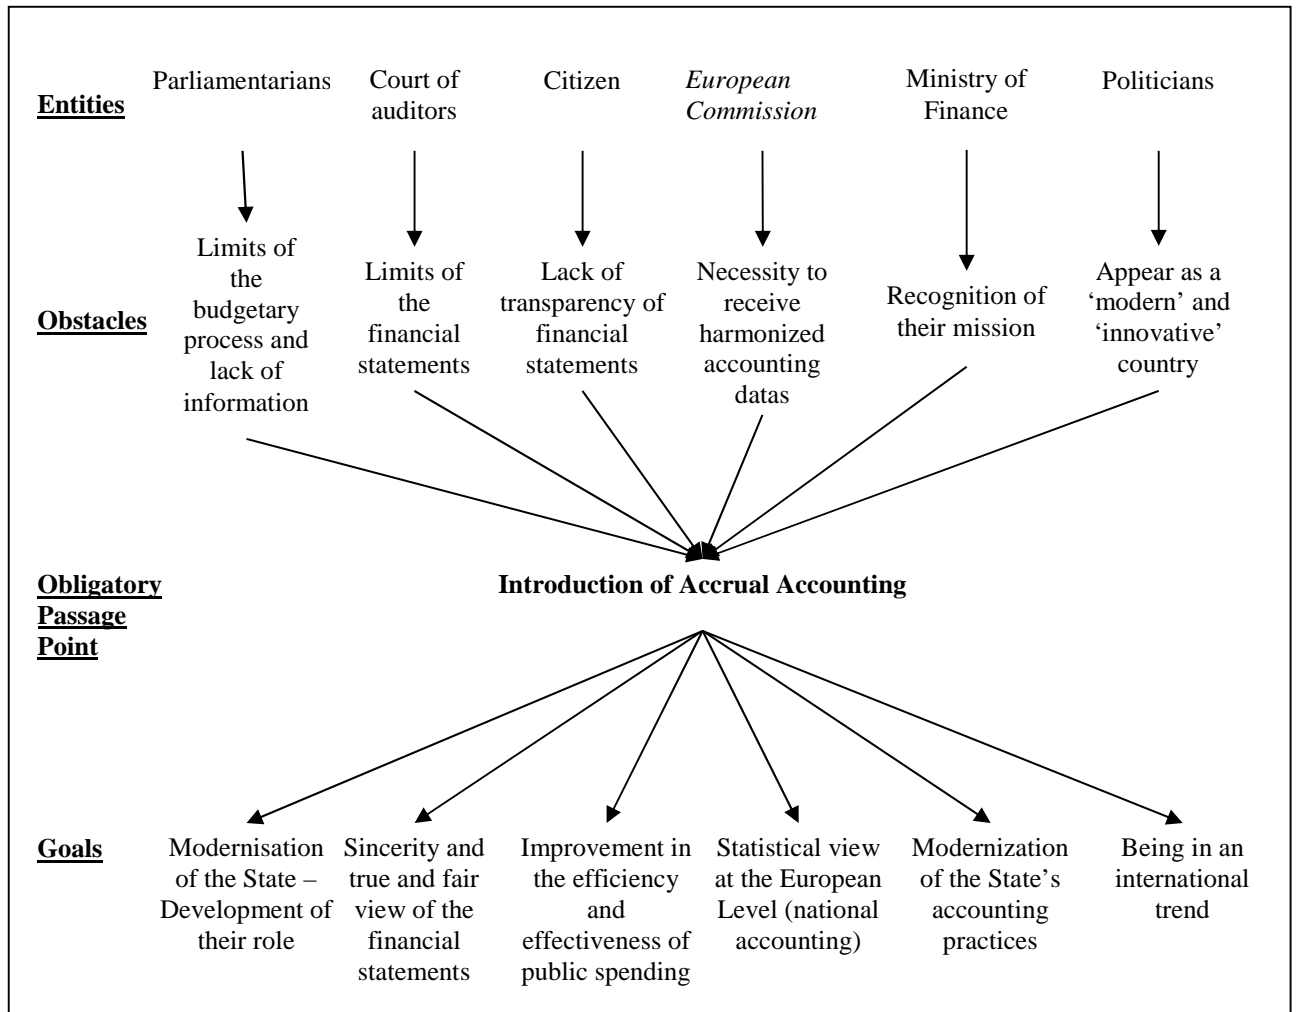 Entities
Parliamentarians
Court of
auditors
Citizen
European
Commission
Ministry of
Finance
Politicians
Obstacles
Limits of
the
budgetary
process and
lack of
information
Limits of
the
financial
statements
Lack of
transparency of
financial
statements
Necessity to
receive
harmonized
accounting
datas
Recognition of
their mission
Appear as a
‘modern’ and
‘innovative’
country
Obligatory
Passage
Point
Introduction of Accrual Accounting
Goals
Modernisation
of the State –
Development of
their role
Sincerity and
true and fair
view of the
financial
statements
Improvement in
the efficiency
and
effectiveness of
public spending
Statistical view
at the European
Level (national
accounting)
Modernization
of the State’s
accounting
practices
Being in an
international
trend